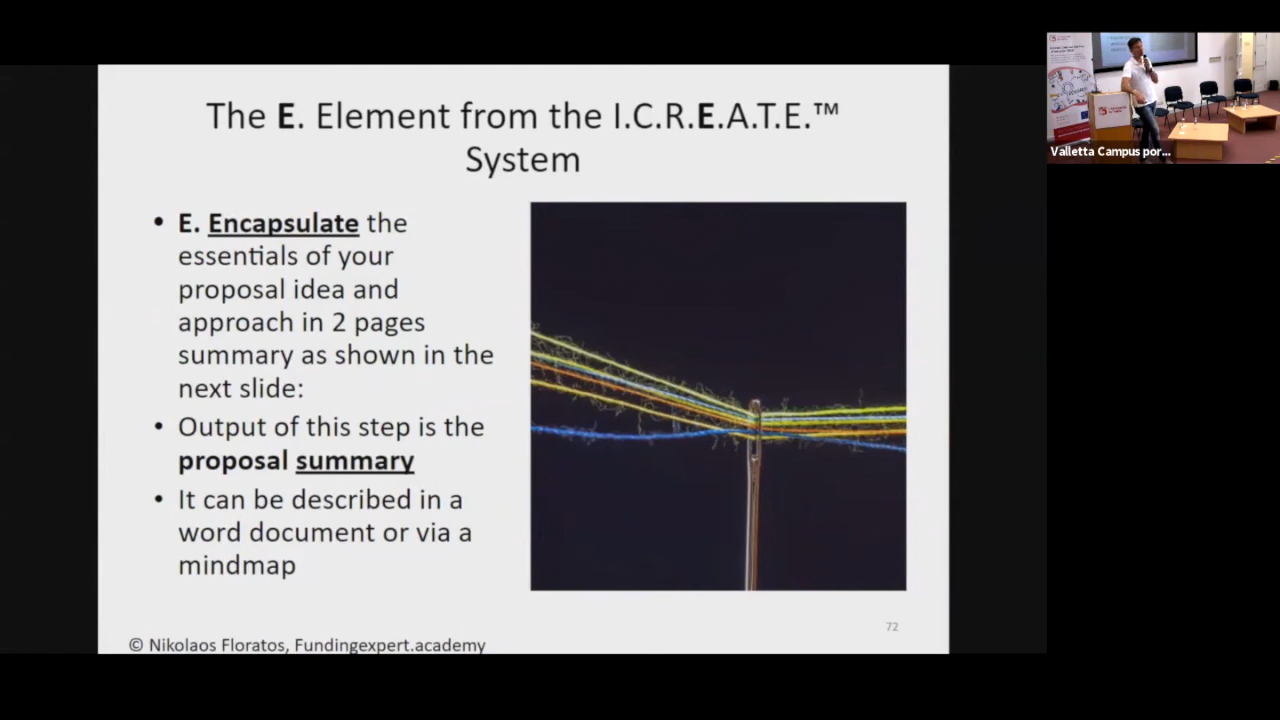 The E. Element from the I.C.R.E.A.T.E.™
System
• E. Encapsulate the
essentials of your
proposal idea and
approach in 2 pages
summary as shown in the
next slide:
• Output of this step is the
proposal summary
• It can be described in a
word document or via a
mindmap
72
© Nikolaos Floratos, Fundingexpert.academy
Valletta Campus por...